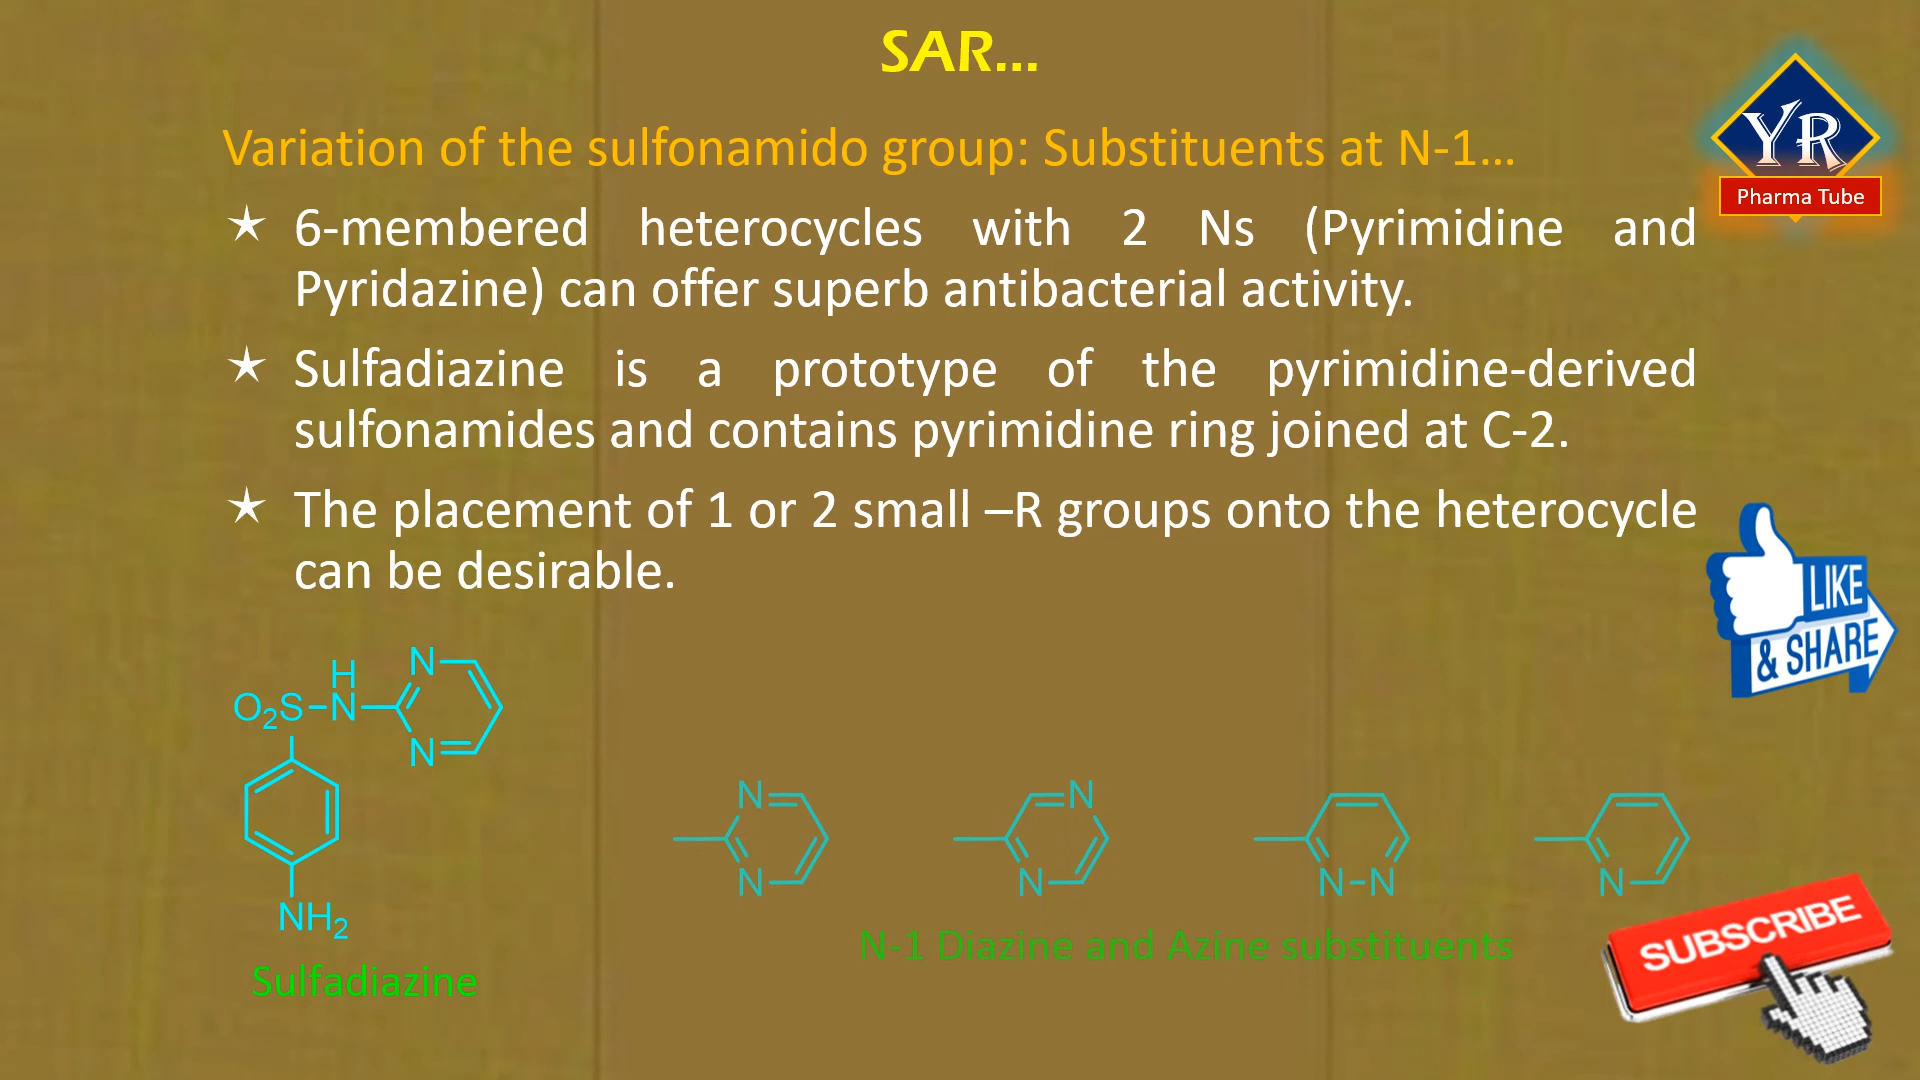 SAR...
Variation of the sulfonamido group: Substituents at N-1...
YR
Pharma Tube
★ 6-membered heterocycles with 2 Ns (Pyrimidine and
Pyridazine) can offer superb antibacterial activity.
★ Sulfadiazine is a prototype of the pyrimidine-derived
sulfonamides and contains pyrimidine ring joined at C-2.
★ The placement of 1 or 2 small –R groups onto the heterocycle
can be desirable.
LIKE
& SHARE
H
N
O₂S
N
N
NH₂
Sulfadiazine
N
N
N
N
N
N
N
N-1 Diazine and Azine substituents
SUBSCRIBE